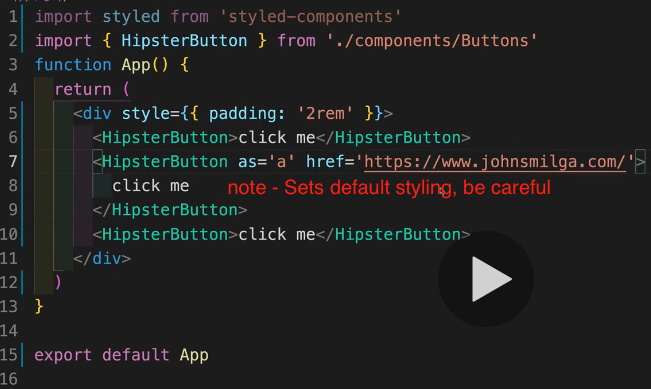 1 import styled from 'styled-components'
2 import { HipsterButton } from './components/Buttons'
3 function App() {
4 return (
5 <div style={{ padding: '2rem' }}>
6 <HipsterButton>click me</HipsterButton>
7 <HipsterButton as='a' href='https://www.johnsmilga.com/'>
8 click me note - Sets default styling, be careful
9 </HipsterButton>
10 <HipsterButton>click me</HipsterButton>
11 </div>
12 )
13 }
14
15 export default App
16